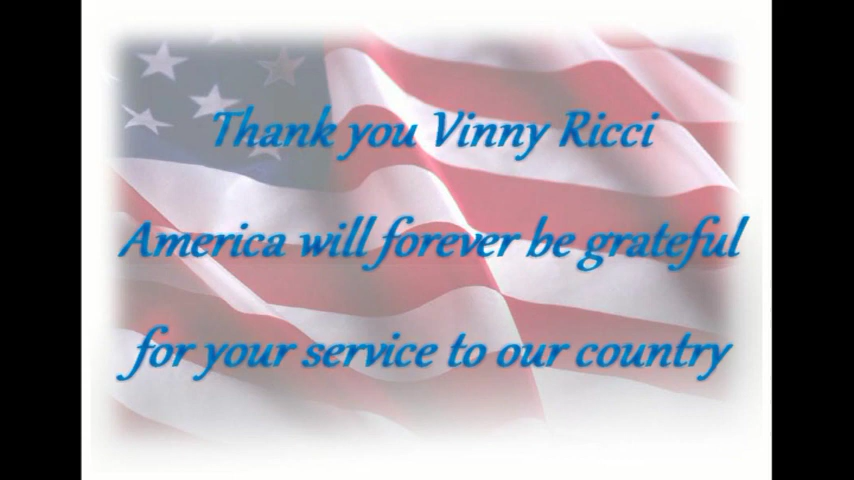 Thank you Vinny Ricci
America will forever be grateful
for your service to our country